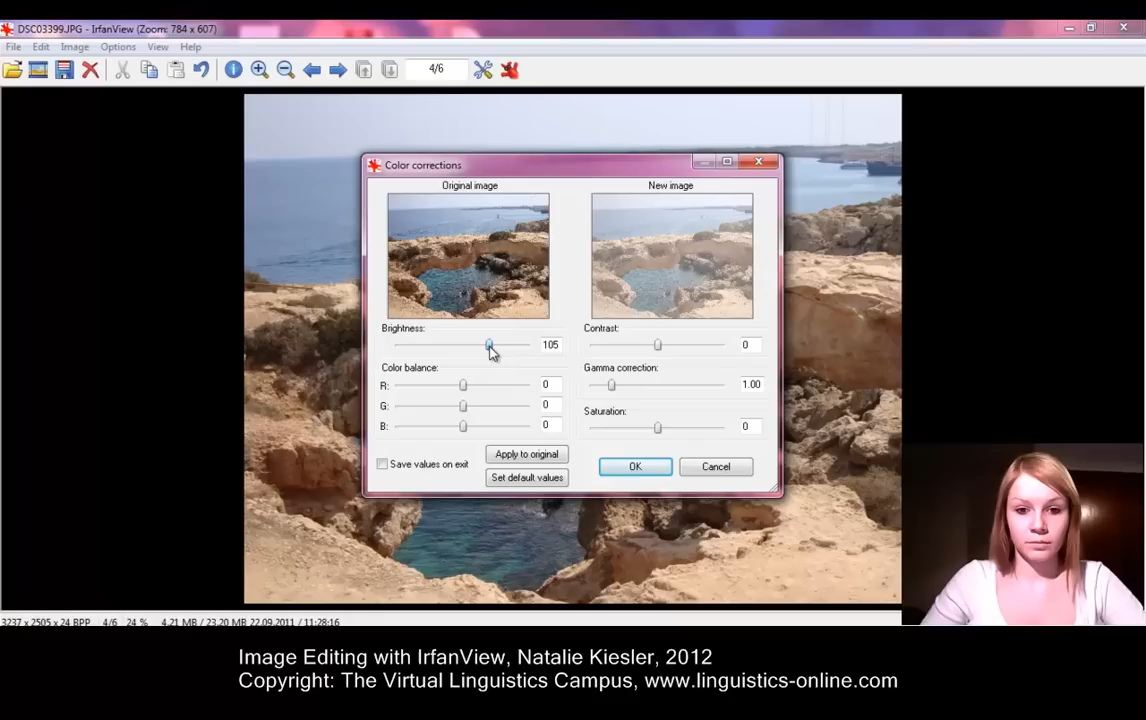 DSC03399.JPG - IrfanView (Zoom: 784 x 607)
File Edit Image Options View Help
4/6
Color corrections
Original image New image
Brightness: 105 Contrast: 0
Color balance: Gamma correction:
R: 0 1.00
G: 0 Saturation:
B: 0 0
Save values on exit Apply to original OK Cancel
Set default values
3237 x 2505 x 24 BPP 4/6 24 % 4.21 MB / 23.20 MB 22.09.2011 / 11:28:16
Image Editing with IrfanView, Natalie Kiesler, 2012
Copyright: The Virtual Linguistics Campus, www.linguistics-online.com